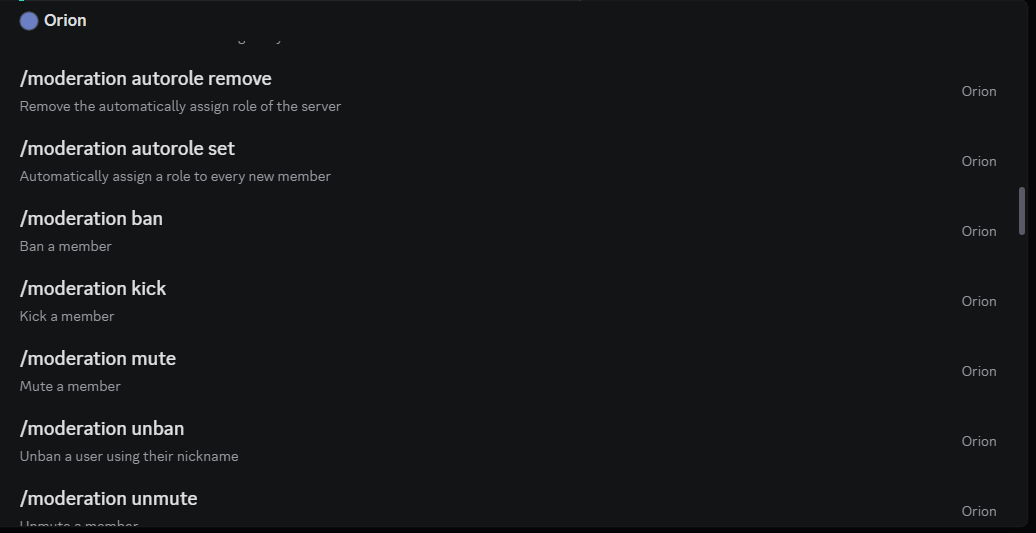 Orion
/moderation autorole remove
Remove the automatically assign role of the server
Orion
/moderation autorole set
Automatically assign a role to every new member
Orion
/moderation ban
Ban a member
Orion
/moderation kick
Kick a member
Orion
/moderation mute
Mute a member
Orion
/moderation unban
Unban a user using their nickname
Orion
/moderation unmute
Unmute a member
Orion